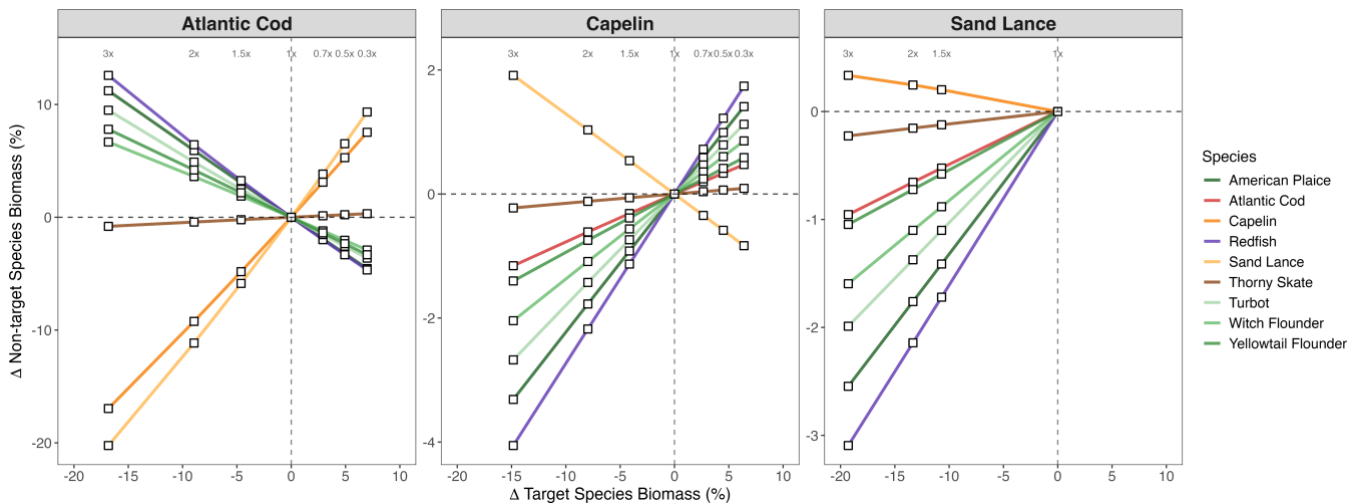 Atlantic Cod
Capelin
Sand Lance
3x 2x 1.5x 1x 0.7x 0.5x 0.3x
3x 2x 1.5x 1x 0.7x 0.5x 0.3x
3x 2x 1.5x 1x
10
0
-10
-20
2
0
-2
-4
0
-1
-2
-3
Δ Non-target Species Biomass (%)
-20 -15 -10 -5 0 5 10
-20 -15 -10 -5 0 5 10
-20 -15 -10 -5 0 5 10
Δ Target Species Biomass (%)
Species
American Plaice
Atlantic Cod
Capelin
Redfish
Sand Lance
Thorny Skate
Turbot
Witch Flounder
Yellowtail Flounder